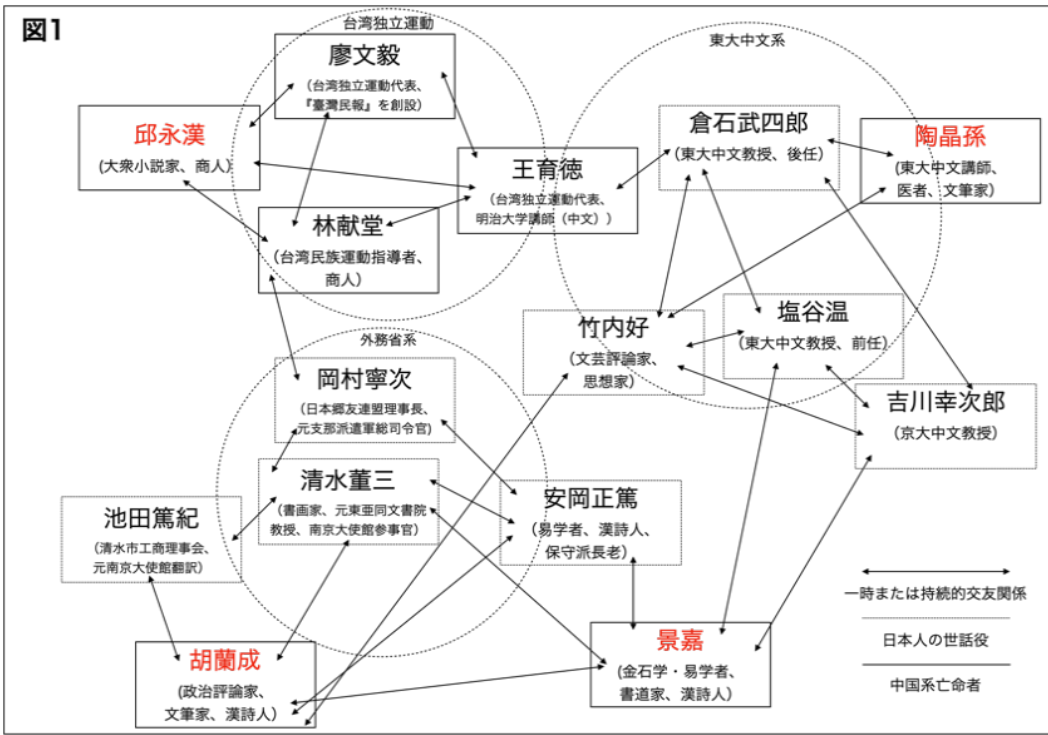 図1
台湾独立運動
廖文毅
（台湾独立運動代表、
『臺灣民報』を創設）
東大中文系
邱永漢
（大衆小説家、商人）
倉石武四郎
（東大中文教授、後任）
陶晶孫
（東大中文講師、
医者、文筆家）
王育徳
（台湾独立運動代表、
明治大学講師（中文））
林献堂
（台湾民族運動指導者、
商人）
竹内好
（文芸評論家、
思想家）
塩谷温
（東大中文教授、前任）
外務省系
岡村寧次
（日本郷友連盟理事長、
元支那派遣軍総司令官)
吉川幸次郎
（京大中文教授）
清水董三
（書画家、元東亜同文書院
教授、南京大使館参事官）
池田篤紀
（清水市工商理事会、
元南京大使館翻訳）
安岡正篤
（易学者、漢詩人、
保守派長老）
胡蘭成
(政治評論家、
文筆家、漢詩人）
景嘉
（金石学・易学者、
書道家、漢詩人）
一時または持続的交友関係
日本人の世話役
中国系亡命者